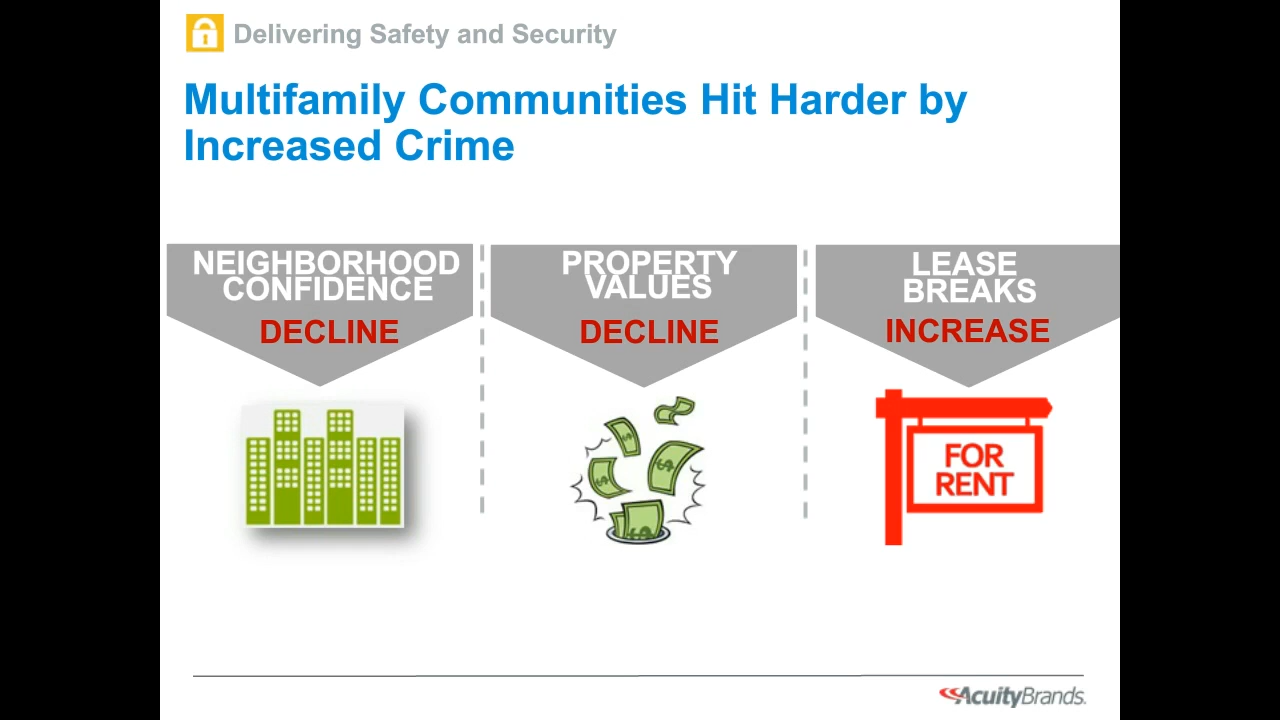 Delivering Safety and Security
Multifamily Communities Hit Harder by
Increased Crime
NEIGHBORHOOD
CONFIDENCE
DECLINE
PROPERTY
VALUES
DECLINE
LEASE
BREAKS
INCREASE
FOR
RENT
AcuityBrands.